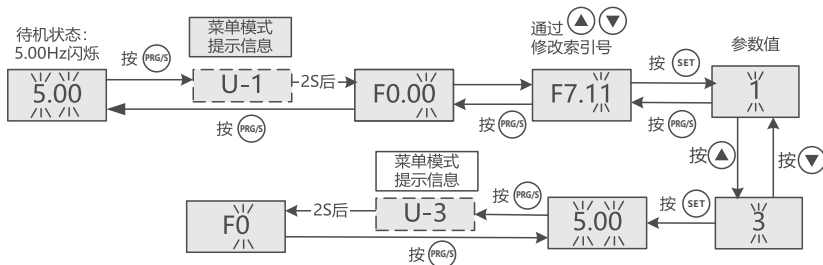 待机状态：
5.00Hz闪烁
菜单模式
提示信息
通过
修改索引号
参数值
按 PRG/S
2S后
按 SET
5.00
U-1
F0.00
F7.11
1
按 PRG/S
按 PRG/S
按 PRG/S
按
按
菜单模式
提示信息
2S后
按 PRG/S
按 SET
F0
U-3
5.00
3
按 PRG/S